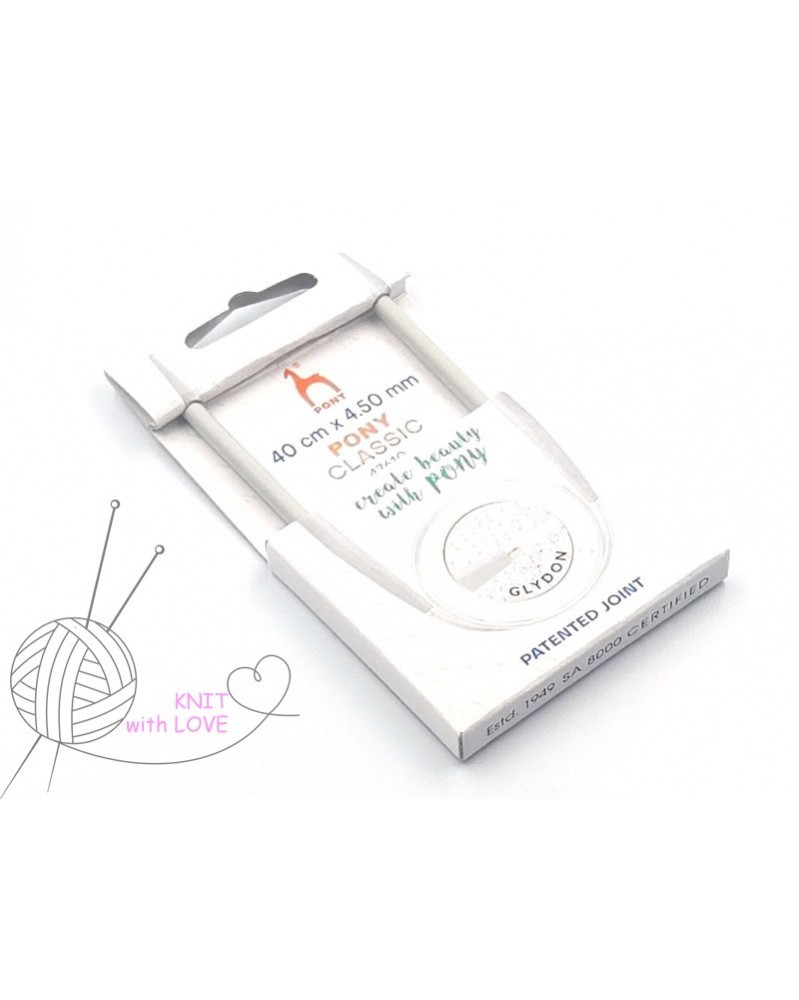 ®
PONY
40 cm x 4.50 mm
PONY
CLASSIC
create beauty
with PONY
GLYDON
PATENTED JOINT
Estd. 1949 SA 8000 CERTIFIED
KNIT
with LOVE